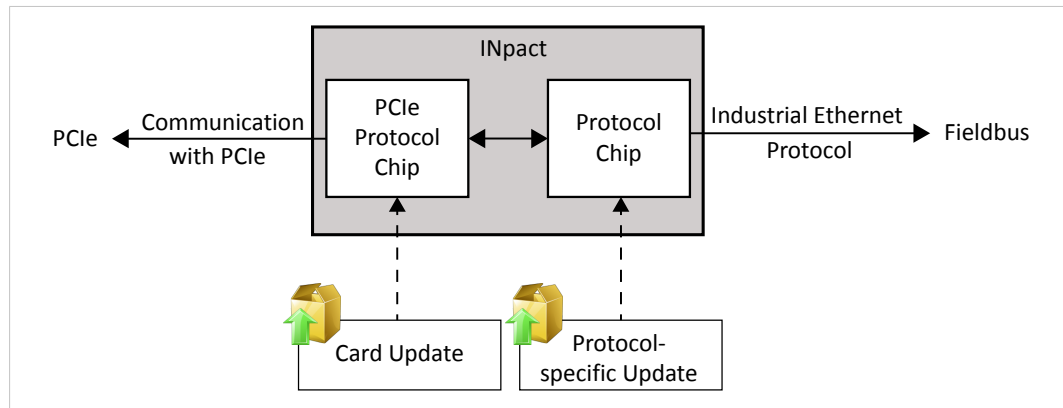 INpact
PCIe
Communication
with PCIe
PCIe
Protocol
Chip
Protocol
Chip
Industrial Ethernet
Protocol
Fieldbus
Card Update
Protocol-
specific Update